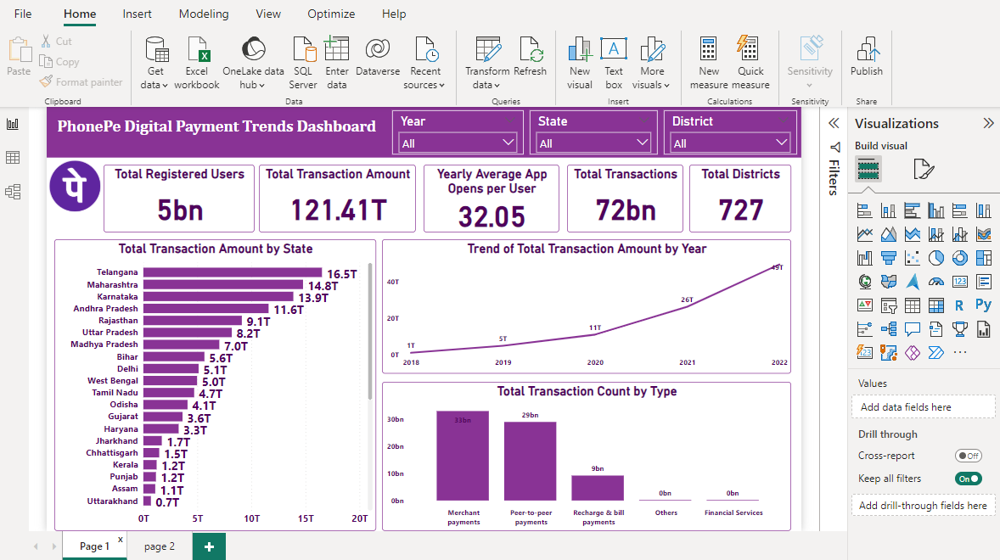 File Home Insert Modeling View Optimize Help
Paste
Cut
Copy
Format painter
Clipboard
Get data
Excel workbook
OneLake data hub
SQL Server
Enter data
Dataverse
Recent sources
Data
Transform data
Refresh
Queries
New visual
Text box
More visuals
Insert
New measure
Quick measure
Calculations
Sensitivity
Sensitivity
Publish
Share
PhonePe Digital Payment Trends Dashboard
Year
All
State
All
District
All
पे
Total Registered Users
5bn
Total Transaction Amount
121.41T
Yearly Average App
Opens per User
32.05
Total Transactions
72bn
Total Districts
727
Total Transaction Amount by State
Telangana 16.5T
Maharashtra 14.8T
Karnataka 13.9T
Andhra Pradesh 11.6T
Rajasthan 9.1T
Uttar Pradesh 8.2T
Madhya Pradesh 7.0T
Bihar 5.6T
Delhi 5.1T
West Bengal 5.0T
Tamil Nadu 4.7T
Odisha 4.1T
Gujarat 3.6T
Haryana 3.3T
Jharkhand 1.7T
Chhattisgarh 1.5T
Kerala 1.2T
Punjab 1.2T
Assam 1.1T
Uttarakhand 0.7T
0T 5T 10T 15T 20T
Trend of Total Transaction Amount by Year
40T
20T
0T
1T 5T 11T 26T 49T
2018 2019 2020 2021 2022
Total Transaction Count by Type
30bn
20bn
10bn
0bn
33bn 29bn 9bn 0bn 0bn
Merchant payments
Peer-to-peer payments
Recharge & bill payments
Others
Financial Services
Filters
Visualizations
Build visual
123
R
Py
123
Values
Add data fields here
Drill through
Cross-report Off
Keep all filters On
Add drill-through fields here
Page 1 x
page 2
+